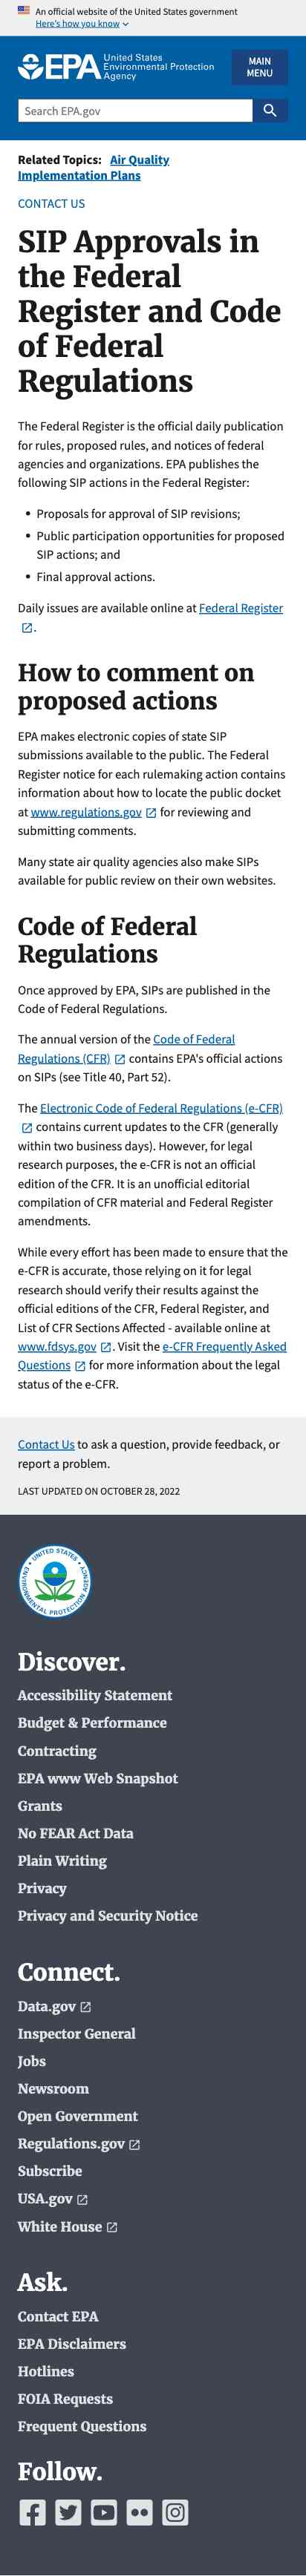 An official website of the United States government
Here's how you know
EPA United States
Environmental Protection
Agency
MAIN
MENU
Search EPA.gov
Related Topics: Air Quality
Implementation Plans
CONTACT US
SIP Approvals in
the Federal
Register and Code
of Federal
Regulations
The Federal Register is the official daily publication
for rules, proposed rules, and notices of federal
agencies and organizations. EPA publishes the
following SIP actions in the Federal Register:
• Proposals for approval of SIP revisions;
• Public participation opportunities for proposed
SIP actions; and
• Final approval actions.
Daily issues are available online at Federal Register
.
How to comment on
proposed actions
EPA makes electronic copies of state SIP
submissions available to the public. The Federal
Register notice for each rulemaking action contains
information about how to locate the public docket
at www.regulations.gov for reviewing and
submitting comments.
Many state air quality agencies also make SIPs
available for public review on their own websites.
Code of Federal
Regulations
Once approved by EPA, SIPs are published in the
Code of Federal Regulations.
The annual version of the Code of Federal
Regulations (CFR) contains EPA's official actions
on SIPs (see Title 40, Part 52).
The Electronic Code of Federal Regulations (e-CFR)
contains current updates to the CFR (generally
within two business days). However, for legal
research purposes, the e-CFR is not an official
edition of the CFR. It is an unofficial editorial
compilation of CFR material and Federal Register
amendments.
While every effort has been made to ensure that the
e-CFR is accurate, those relying on it for legal
research should verify their results against the
official editions of the CFR, Federal Register, and
List of CFR Sections Affected - available online at
www.fdsys.gov . Visit the e-CFR Frequently Asked
Questions for more information about the legal
status of the e-CFR.
Contact Us to ask a question, provide feedback, or
report a problem.
LAST UPDATED ON OCTOBER 28, 2022
UNITED STATES
ENVIRONMENTAL PROTECTION AGENCY
Discover.
Accessibility Statement
Budget & Performance
Contracting
EPA www Web Snapshot
Grants
No FEAR Act Data
Plain Writing
Privacy
Privacy and Security Notice
Connect.
Data.gov
Inspector General
Jobs
Newsroom
Open Government
Regulations.gov
Subscribe
USA.gov
White House
Ask.
Contact EPA
EPA Disclaimers
Hotlines
FOIA Requests
Frequent Questions
Follow.